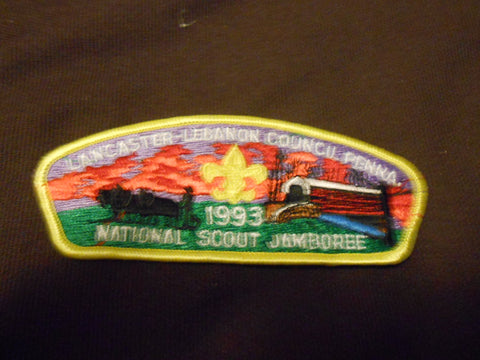 LANCASTER-LEBANON COUNCIL PENNA
1993
NATIONAL SCOUT JAMBOREE